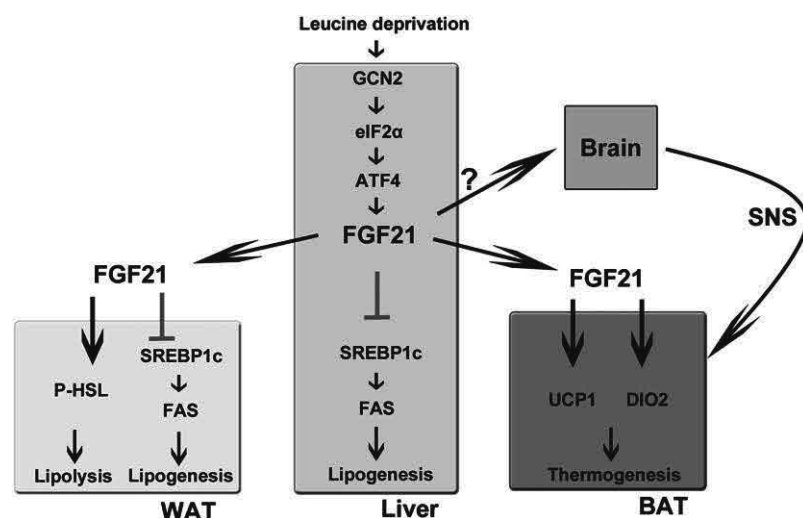 Leucine deprivation
GCN2
eIF2α
ATF4
?
Brain
SNS
FGF21
FGF21
FGF21
SREBP1c
P-HSL
FAS
Lipolysis
Lipogenesis
WAT
SREBP1c
FAS
Lipogenesis
Liver
UCP1
DIO2
Thermogenesis
BAT